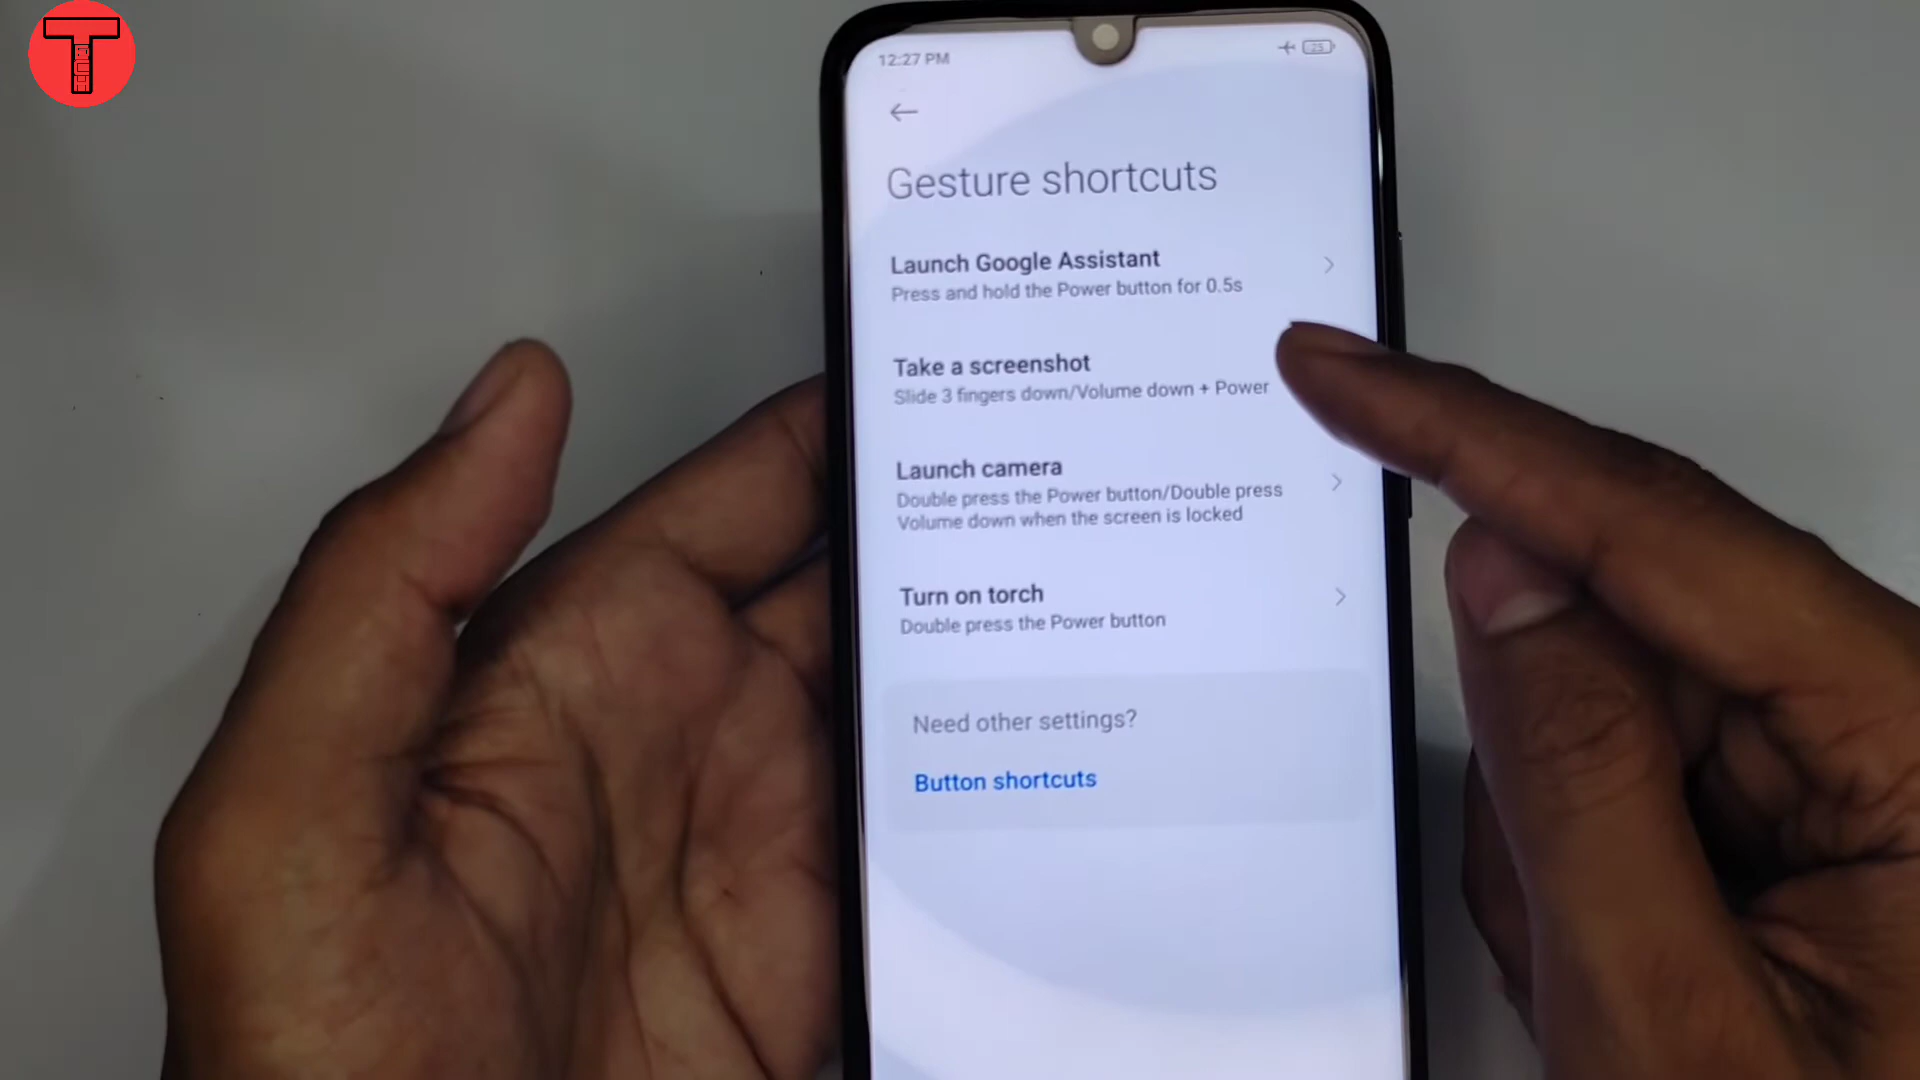 T
12:27 PM
25
Gesture shortcuts
Launch Google Assistant
Press and hold the Power button for 0.5s
Take a screenshot
Slide 3 fingers down/Volume down + Power
Launch camera
Double press the Power button/Double press
Volume down when the screen is locked
Turn on torch
Double press the Power button
Need other settings?
Button shortcuts